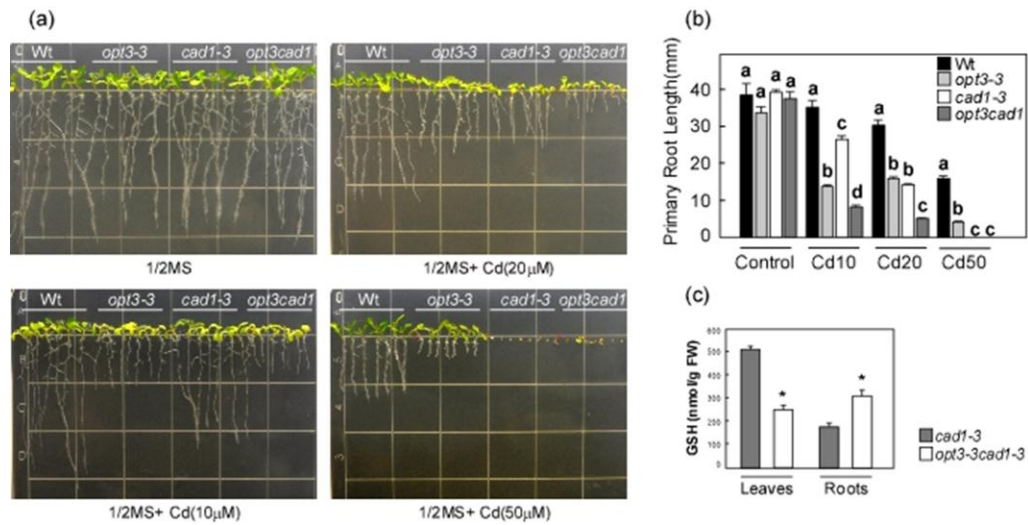 (a)
Wt opt3-3 cad1-3 opt3cad1
Wt opt3-3 cad1-3 opt3cad1
1/2MS
1/2MS+ Cd(20μM)
Wt opt3-3 cad1-3 opt3cad1
Wt opt3-3 cad1-3 opt3cad1
1/2MS+ Cd(10μM)
1/2MS+ Cd(50μM)
(b)
Primary Root Length(mm)
40
30
20
10
0
a a a a
a b c d
a b b c
a b c c
Control Cd10 Cd20 Cd50
Wt
opt3-3
cad1-3
opt3cad1
(c)
GSH (nmol/g FW)
600
500
400
300
200
100
0
* *
Leaves Roots
cad1-3
opt3-3cad1-3